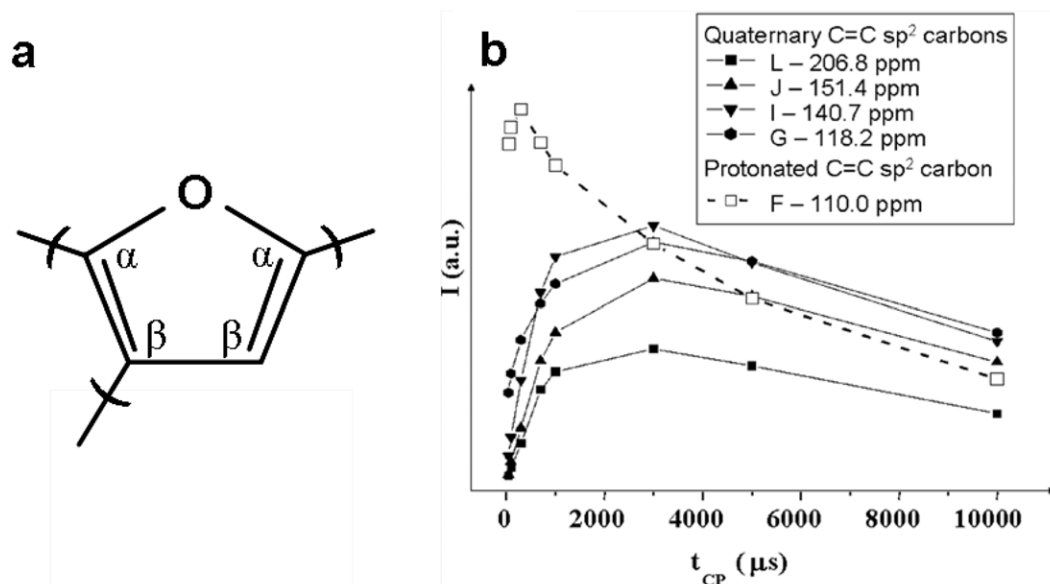 a
O
α
α
β
β
b
Quaternary C=C sp² carbons
L – 206.8 ppm
J – 151.4 ppm
I – 140.7 ppm
G – 118.2 ppm
Protonated C=C sp² carbon
F – 110.0 ppm
I (a.u.)
0 2000 4000 6000 8000 10000
t_CP (μs)